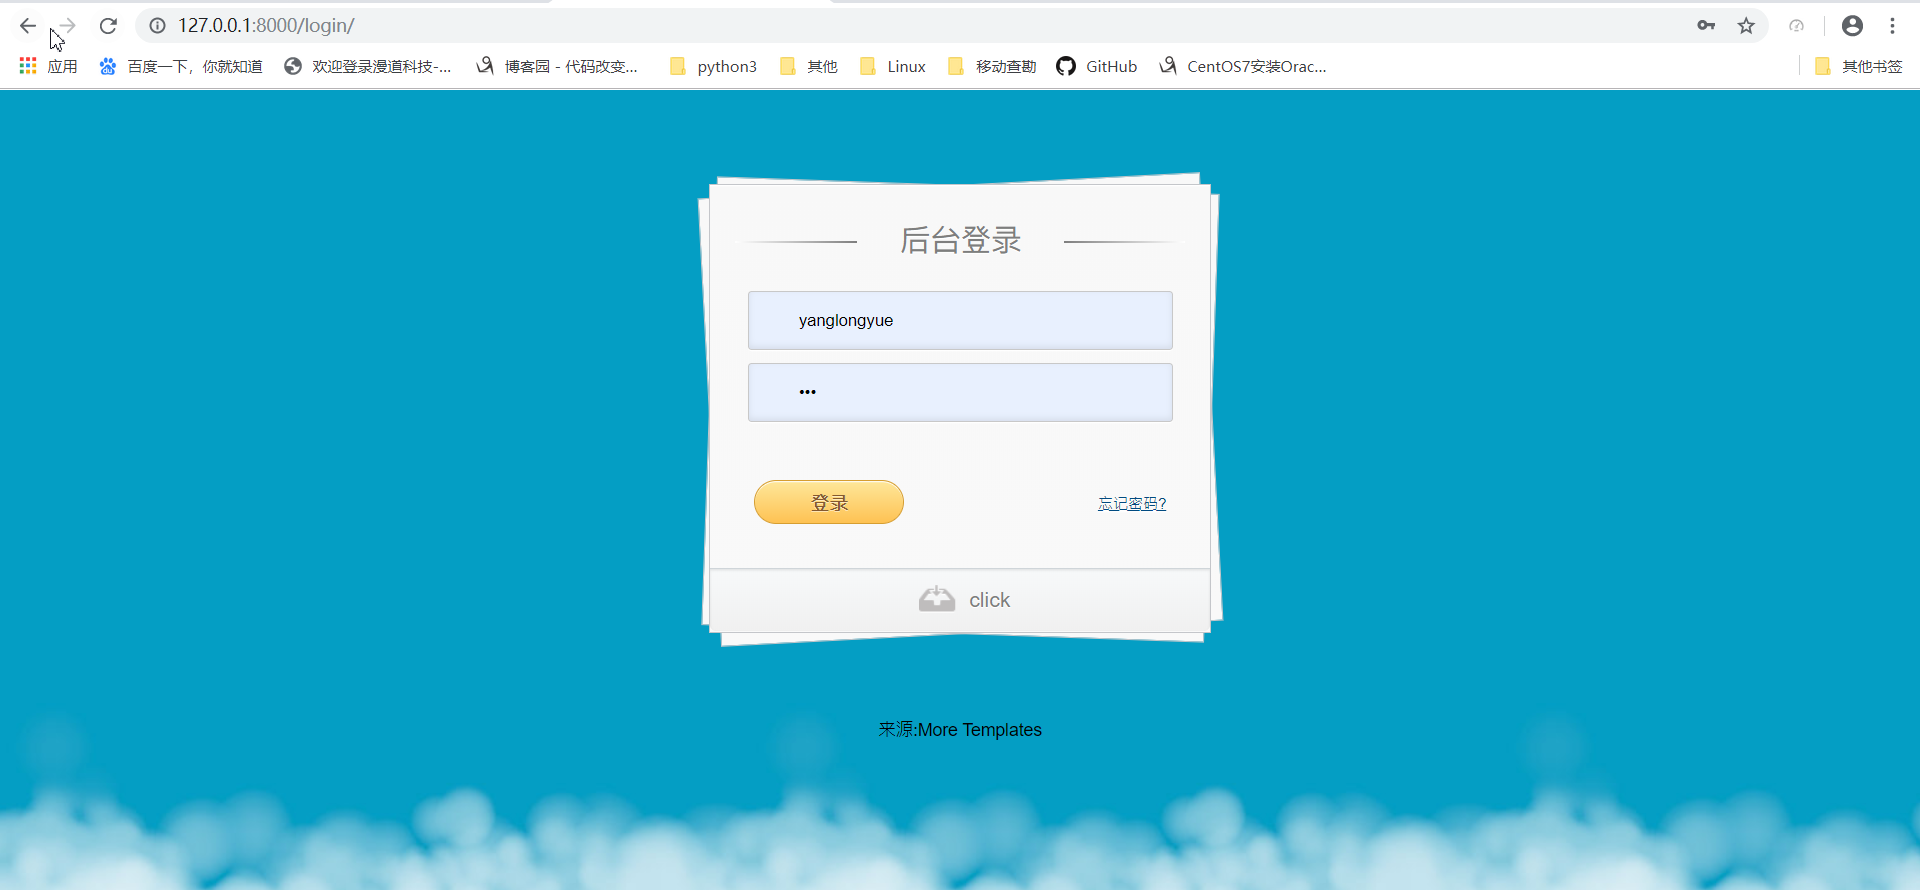 127.0.0.1:8000/login/
应用 百度一下，你就知道 欢迎登录漫道科技-... 博客园 - 代码改变... python3 其他 Linux 移动查勘 GitHub CentOS7安装Orac... 其他书签
后台登录
yanglongyue
•••
登录 忘记密码?
click
来源:More Templates